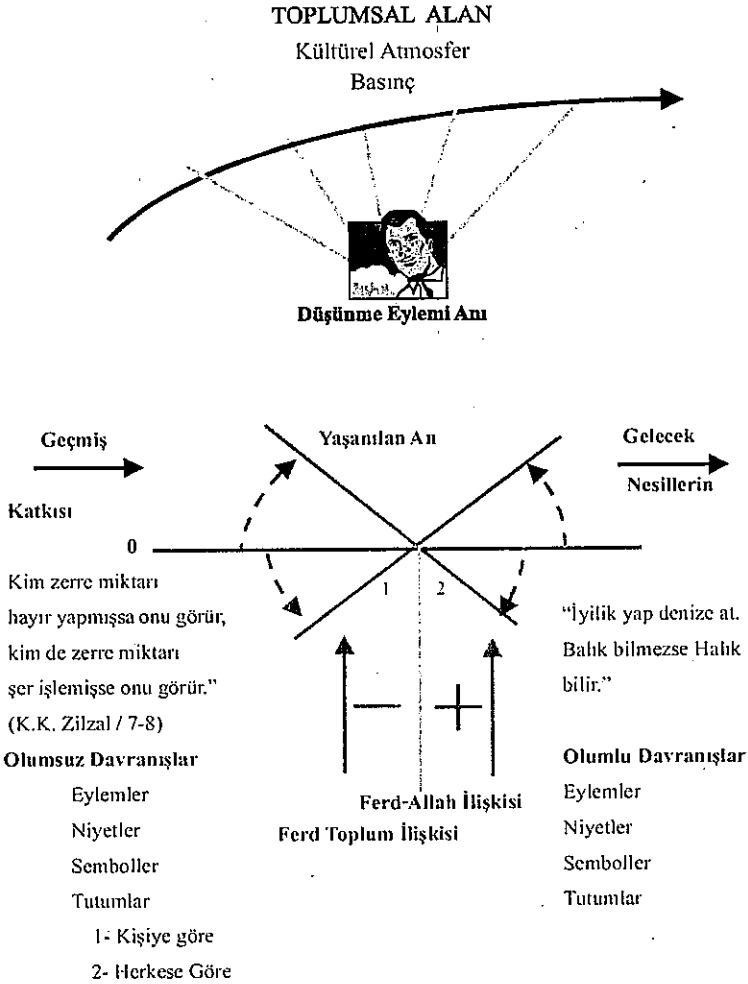 TOPLUMSAL ALAN
Kültürel Atmosfer
Basınç
Düşünme Eylemi Anı
Geçmiş
Yaşanılan An
Gelecek
Nesillerin
Katkısı
0
1
2
Kim zerre miktarı
hayır yapmışsa onu görür,
kim de zerre miktarı
şer işlemişse onu görür.”
(K.K. Zilzal / 7-8)
“İyilik yap denize at.
Balık bilmezse Halık
bilir.”
Olumsuz Davranışlar
Eylemler
Niyetler
Semboller
Tutumlar
1- Kişiye göre
2- Herkese Göre
Ferd-Allah İlişkisi
Ferd Toplum İlişkisi
Olumlu Davranışlar
Eylemler
Niyetler
Semboller
Tutumlar